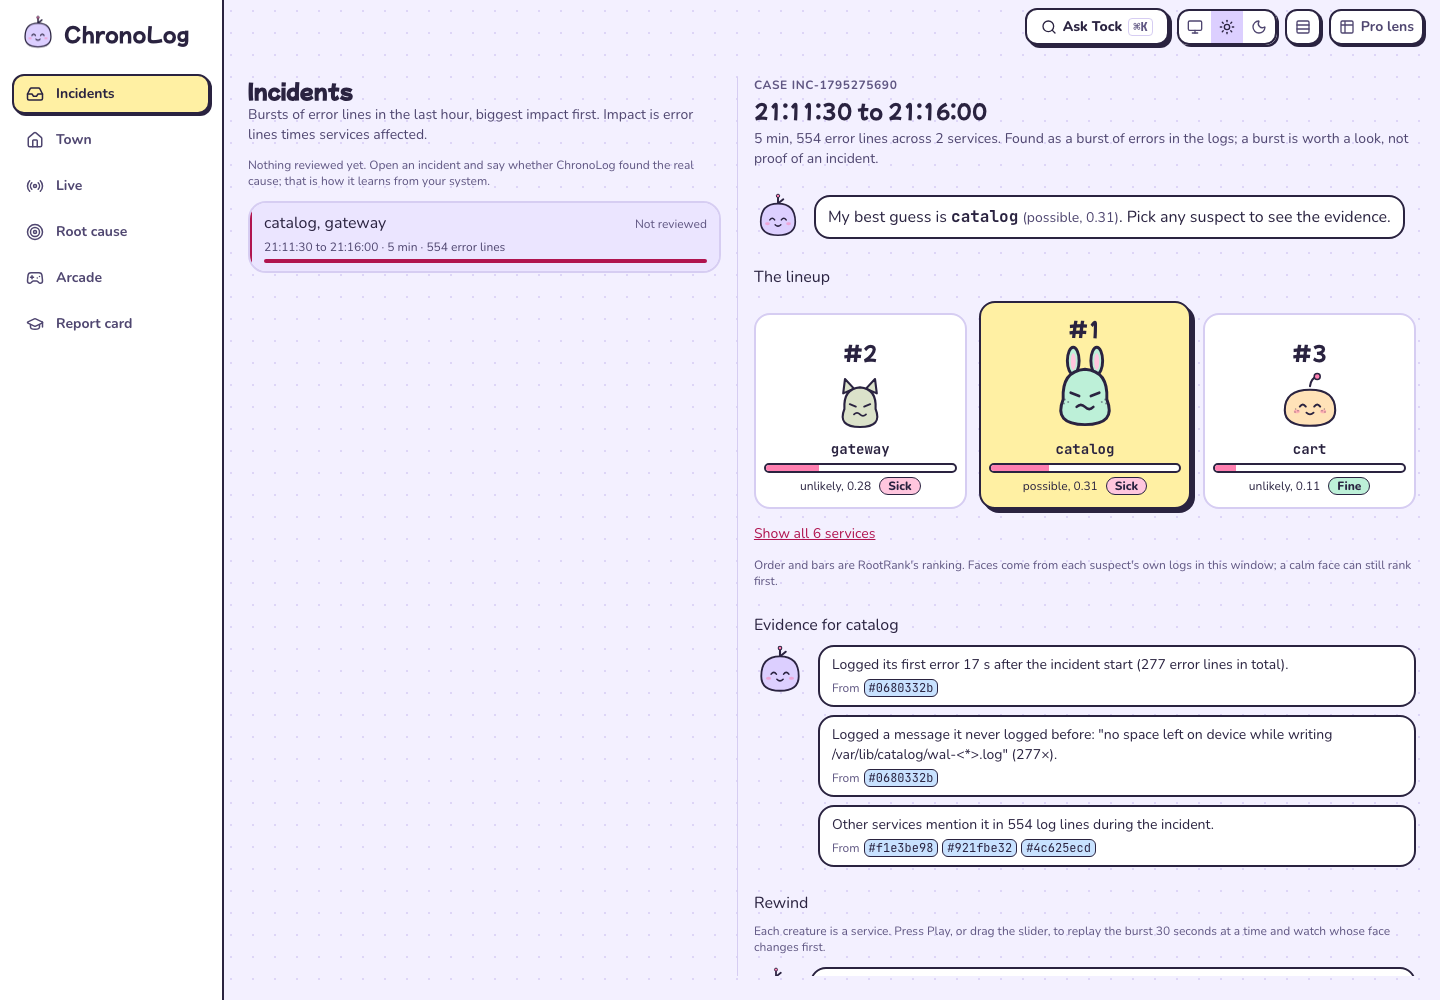 ChronoLog
Incidents
Town
Live
Root cause
Arcade
Report card
Ask Tock ⌘K
Pro lens
Incidents
Bursts of error lines in the last hour, biggest impact first. Impact is error
lines times services affected.
Nothing reviewed yet. Open an incident and say whether ChronoLog found the real
cause; that is how it learns from your system.
catalog, gateway
Not reviewed
21:11:30 to 21:16:00 · 5 min · 554 error lines
CASE INC-1795275690
21:11:30 to 21:16:00
5 min, 554 error lines across 2 services. Found as a burst of errors in the logs; a burst is worth a look, not
proof of an incident.
My best guess is catalog (possible, 0.31). Pick any suspect to see the evidence.
The lineup
#2
gateway
unlikely, 0.28 Sick
#1
catalog
possible, 0.31 Sick
#3
cart
unlikely, 0.11 Fine
Show all 6 services
Order and bars are RootRank's ranking. Faces come from each suspect's own logs in this window; a calm face can still rank
first.
Evidence for catalog
Logged its first error 17 s after the incident start (277 error lines in total).
From #0680332b
Logged a message it never logged before: "no space left on device while writing
/var/lib/catalog/wal-<*>.log" (277×).
From #0680332b
Other services mention it in 554 log lines during the incident.
From #f1e3be98 #921fbe32 #4c625ecd
Rewind
Each creature is a service. Press Play, or drag the slider, to replay the burst 30 seconds at a time and watch whose face
changes first.